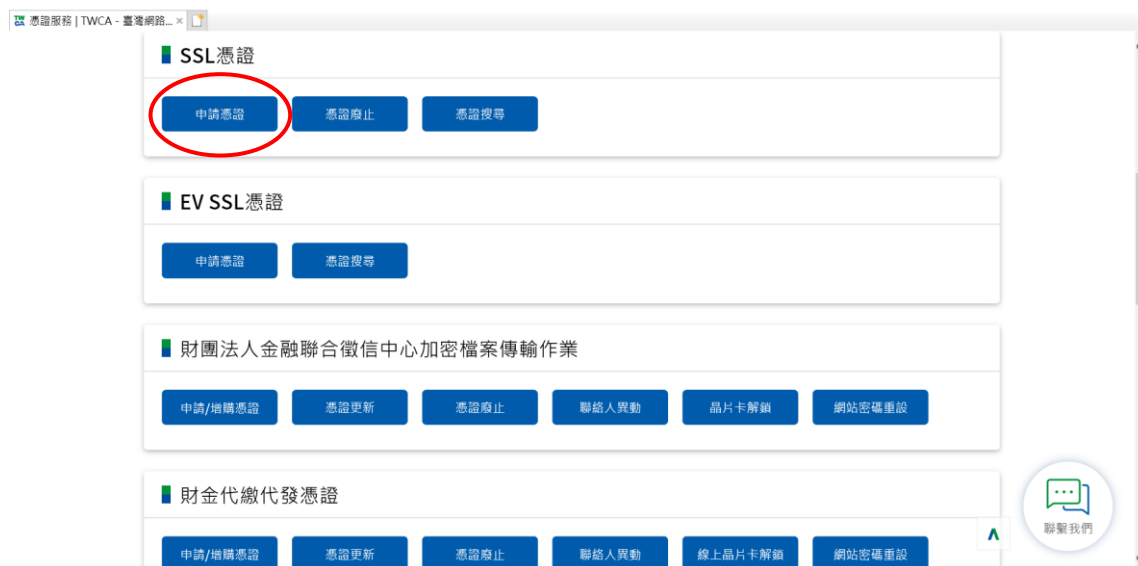 TWCA 憑證服務 | TWCA - 臺灣網路... ×
SSL憑證
申請憑證 憑證廢止 憑證搜尋
EV SSL憑證
申請憑證 憑證搜尋
財團法人金融聯合徵信中心加密檔案傳輸作業
申請/增購憑證 憑證更新 憑證廢止 聯絡人異動 晶片卡解鎖 網站密碼重設
財金代繳代發憑證
聯繫我們
申請/增購憑證 憑證更新 憑證廢止 聯絡人異動 線上晶片卡解鎖 網站密碼重設